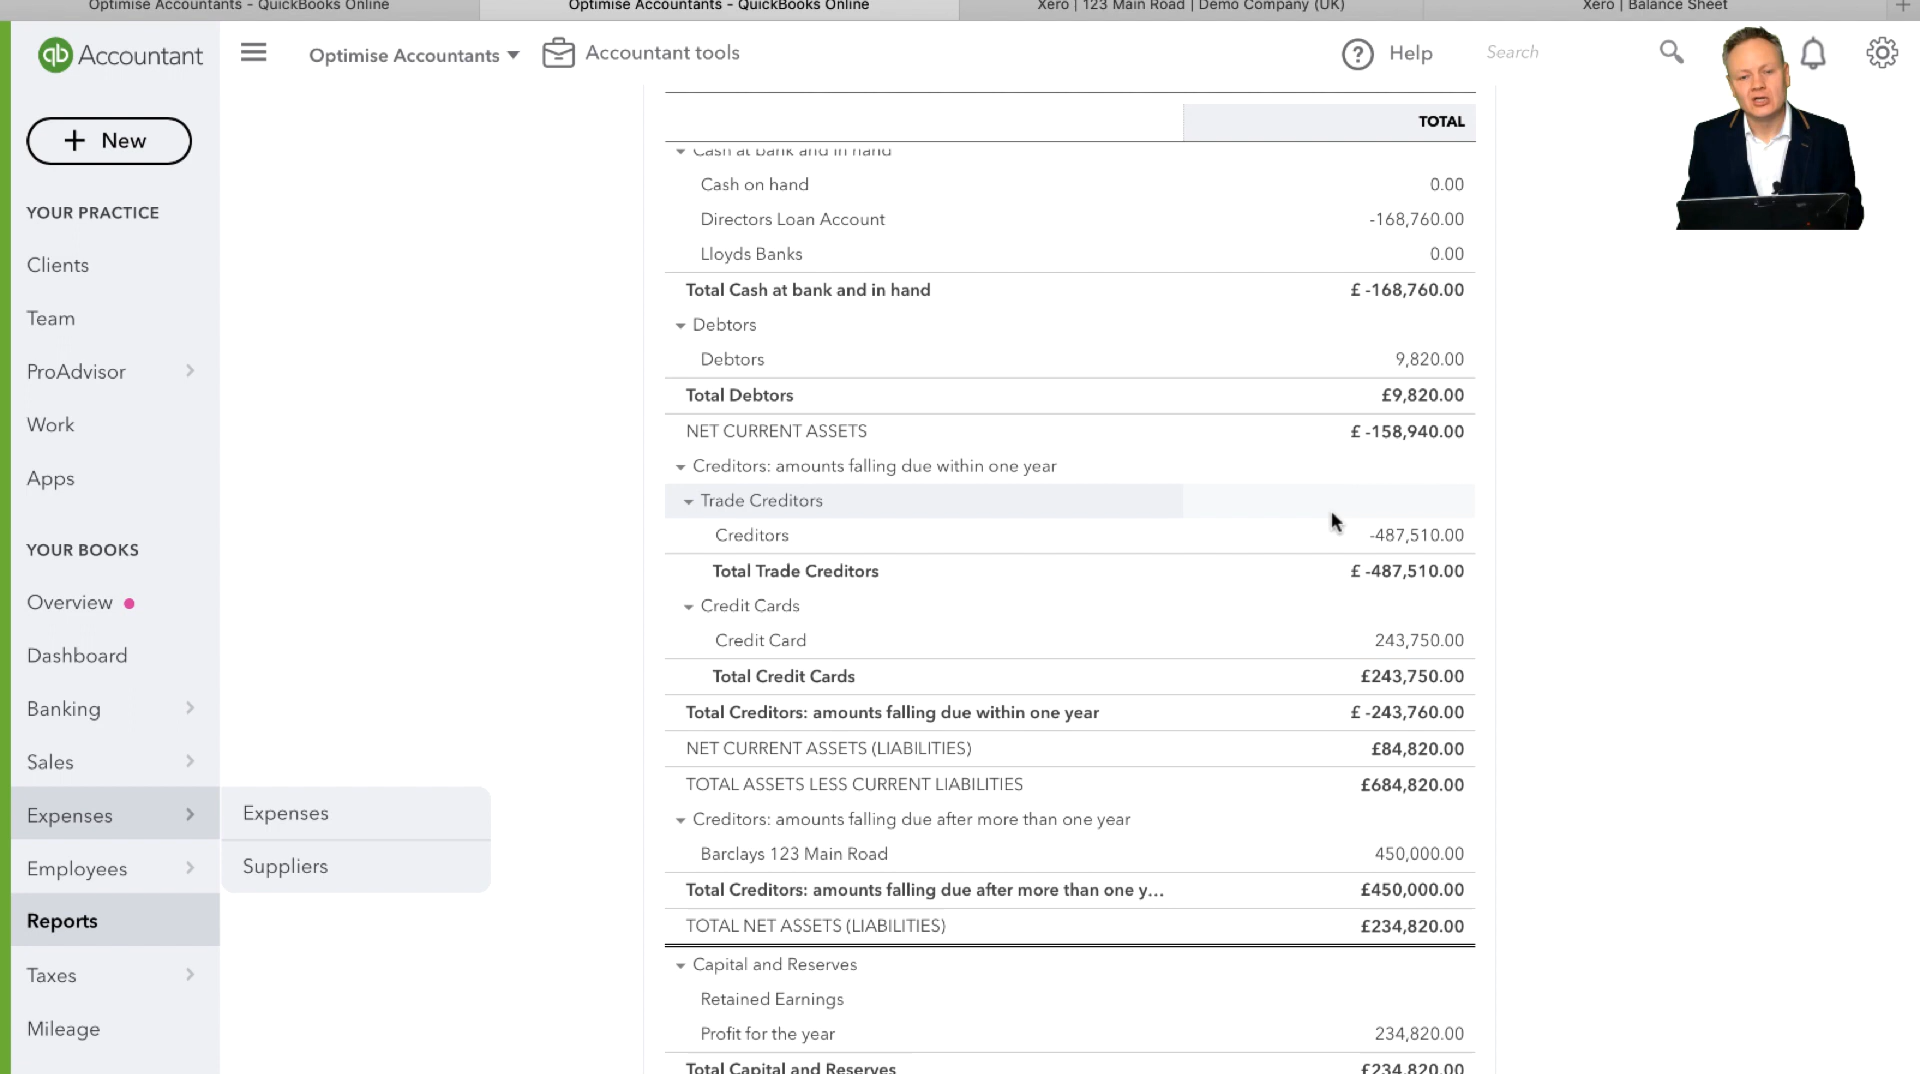 Optimise Accountants - QuickBooks Online
Optimise Accountants - QuickBooks Online
Xero | 123 Main Road | Demo Company (UK)
Xero | Balance Sheet
qb Accountant
Optimise Accountants
Accountant tools
Help
Search
+ New
YOUR PRACTICE
Clients
Team
ProAdvisor
Work
Apps
YOUR BOOKS
Overview
Dashboard
Banking
Sales
Expenses
Employees
Reports
Taxes
Mileage
Expenses
Suppliers
TOTAL
Cash at bank and in hand
Cash on hand 0.00
Directors Loan Account -168,760.00
Lloyds Banks 0.00
Total Cash at bank and in hand £ -168,760.00
Debtors
Debtors 9,820.00
Total Debtors £9,820.00
NET CURRENT ASSETS £ -158,940.00
Creditors: amounts falling due within one year
Trade Creditors
Creditors -487,510.00
Total Trade Creditors £ -487,510.00
Credit Cards
Credit Card 243,750.00
Total Credit Cards £243,750.00
Total Creditors: amounts falling due within one year £ -243,760.00
NET CURRENT ASSETS (LIABILITIES) £84,820.00
TOTAL ASSETS LESS CURRENT LIABILITIES £684,820.00
Creditors: amounts falling due after more than one year
Barclays 123 Main Road 450,000.00
Total Creditors: amounts falling due after more than one y... £450,000.00
TOTAL NET ASSETS (LIABILITIES) £234,820.00
Capital and Reserves
Retained Earnings
Profit for the year 234,820.00
Total Capital and Reserves £234,820.00